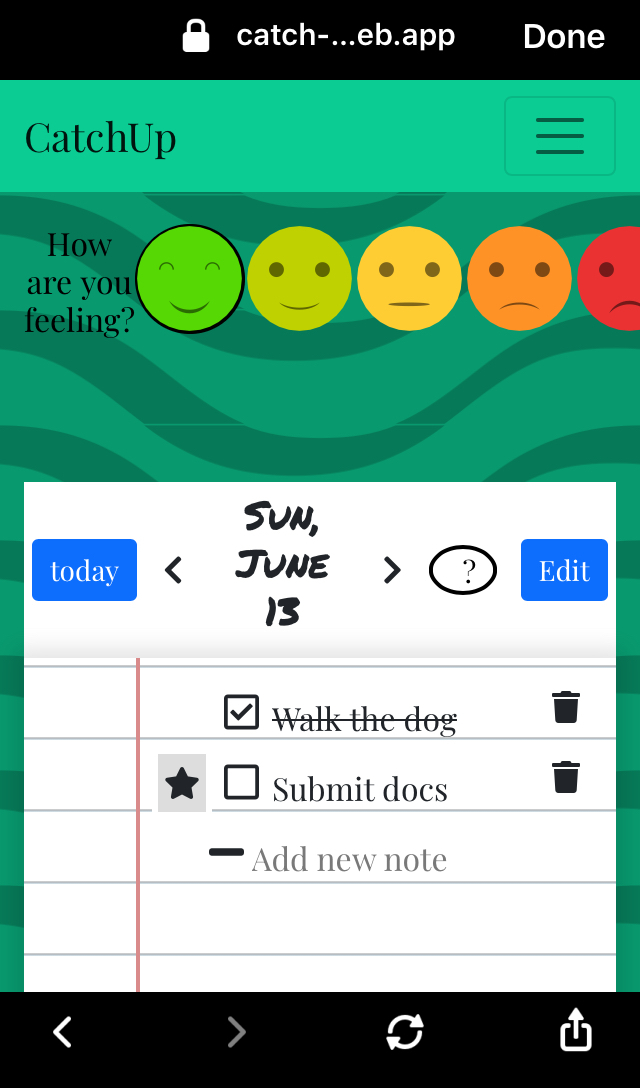 catch-...eb.app
Done
CatchUp
How
are you
feeling?
today
Sun,
June
13
?
Edit
Walk the dog
Submit docs
Add new note